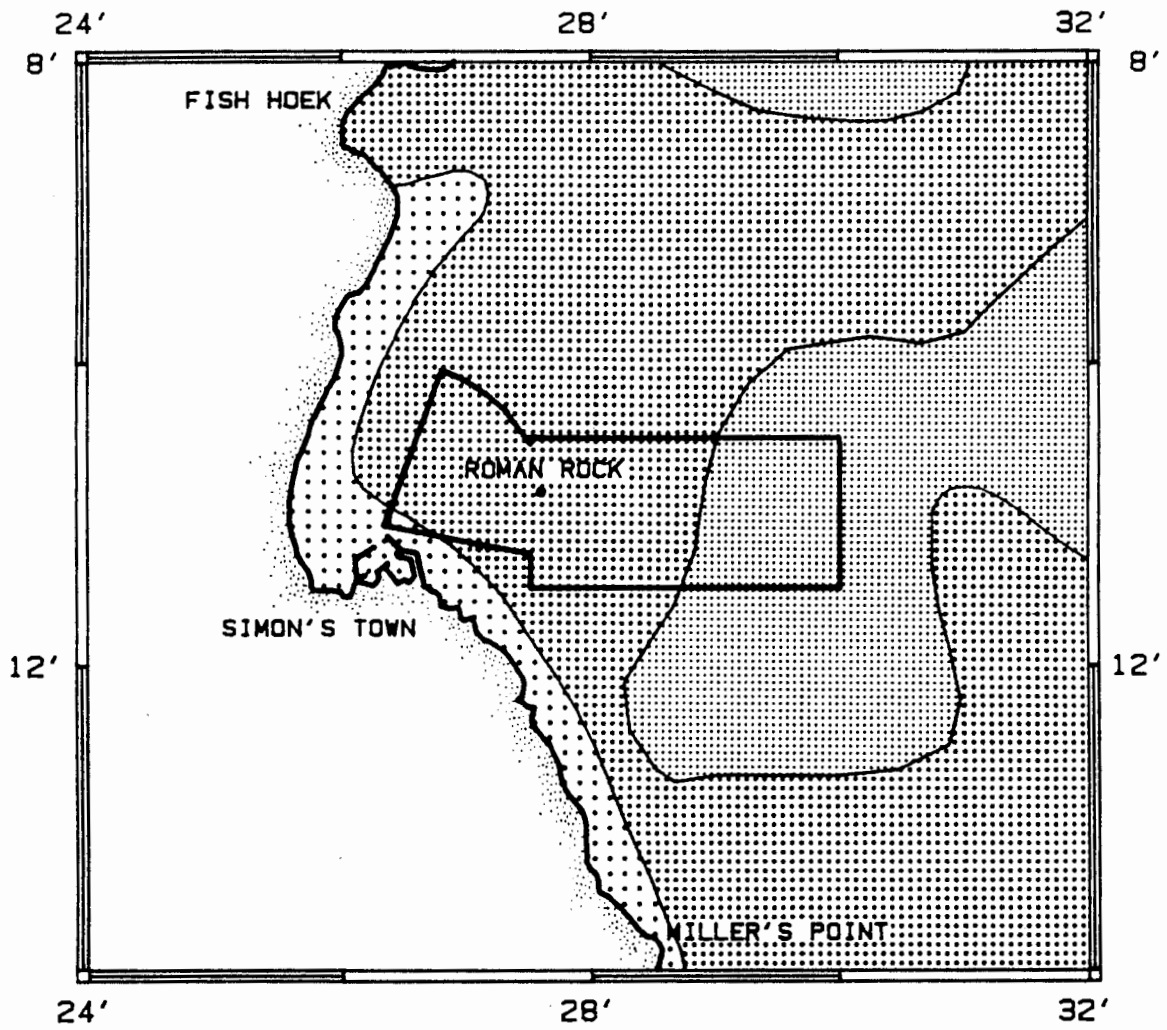 24' 28' 32'
8' 8'
FISH HOEK
ROMAN ROCK
SIMON'S TOWN
12' 12'
MILLER'S POINT
24' 28' 32'